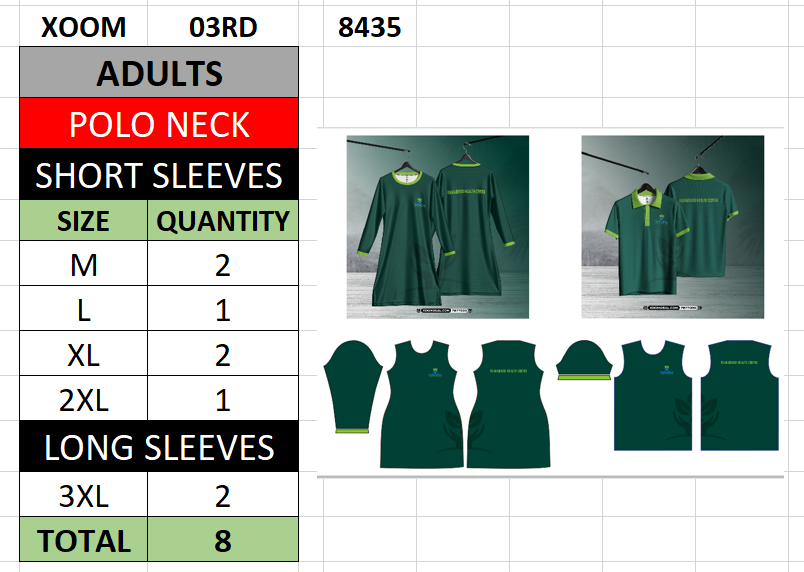 XOOM 03RD 8435
ADULTS
POLO NECK
SHORT SLEEVES
SIZE QUANTITY
M 2
L 1
XL 2
2XL 1
LONG SLEEVES
3XL 2
TOTAL 8